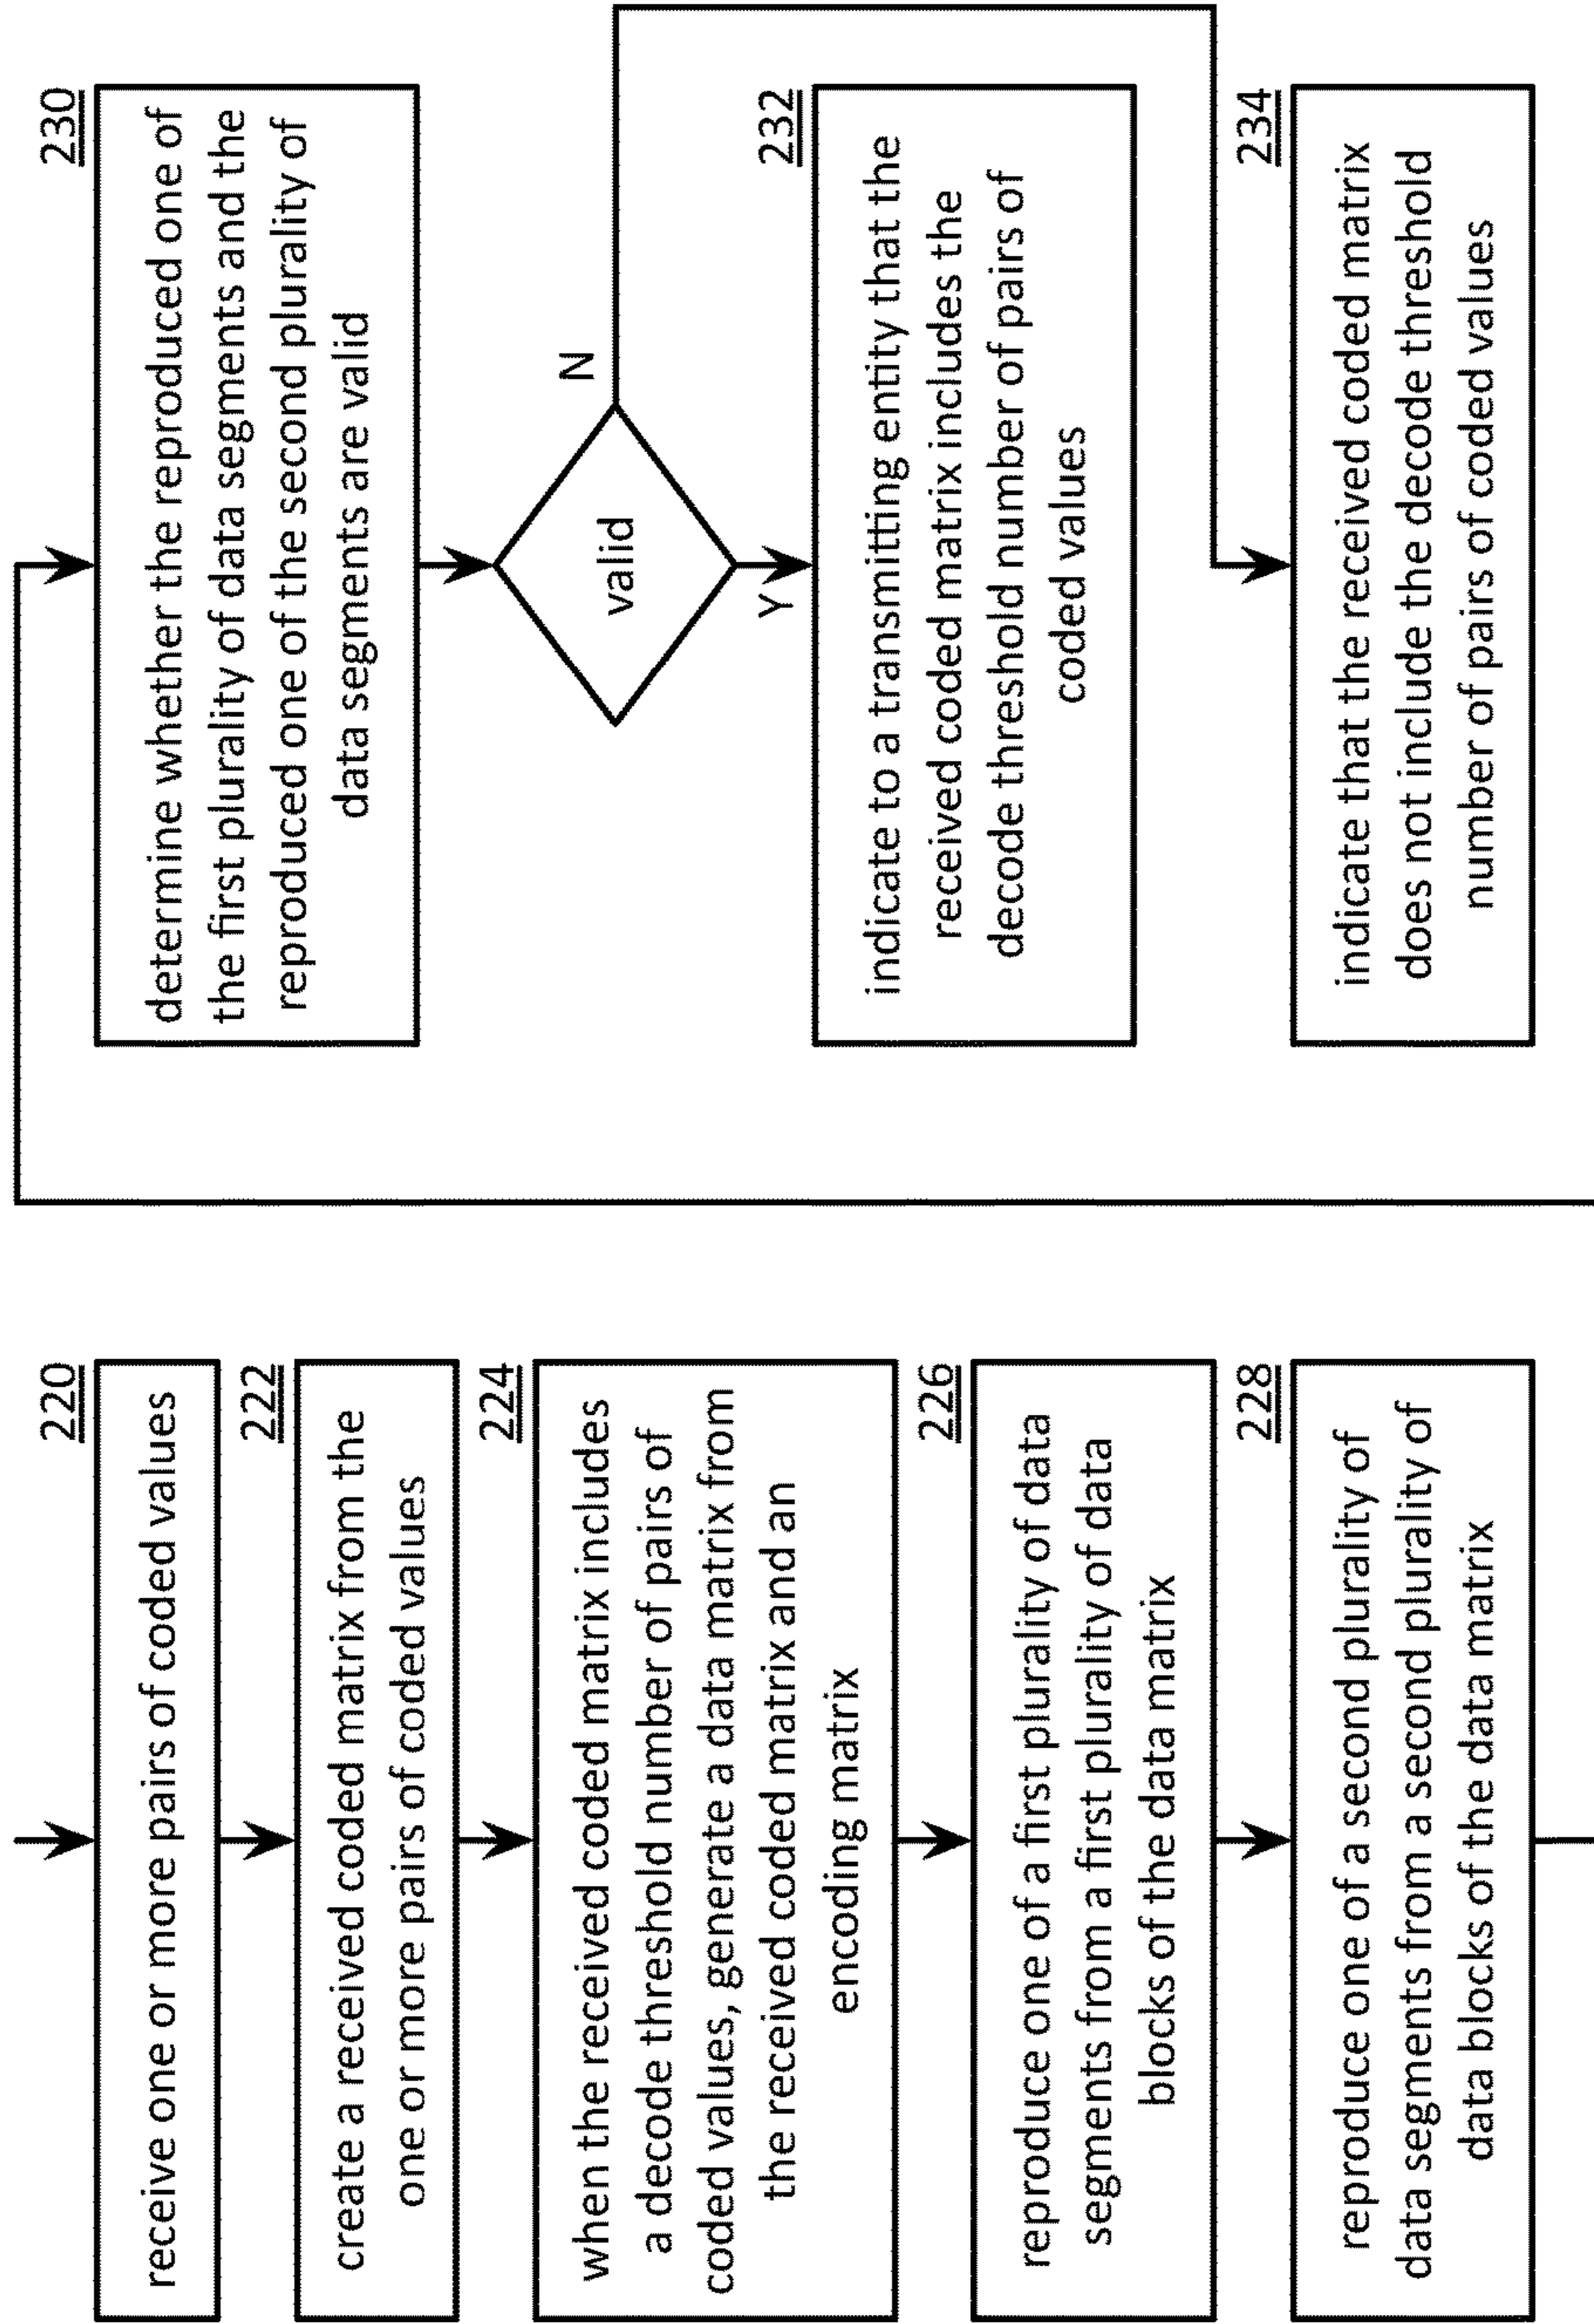 220
receive one or more pairs of coded values
222
create a received coded matrix from the
one or more pairs of coded values
224
when the received coded matrix includes
a decode threshold number of pairs of
coded values, generate a data matrix from
the received coded matrix and an
encoding matrix
226
reproduce one of a first plurality of data
segments from a first plurality of data
blocks of the data matrix
228
reproduce one of a second plurality of
data segments from a second plurality of
data blocks of the data matrix
230
determine whether the reproduced one of
the first plurality of data segments and the
reproduced one of the second plurality of
data segments are valid
valid
N
Y
232
indicate to a transmitting entity that the
received coded matrix includes the
decode threshold number of pairs of
coded values
234
indicate that the received coded matrix
does not include the decode threshold
number of pairs of coded values